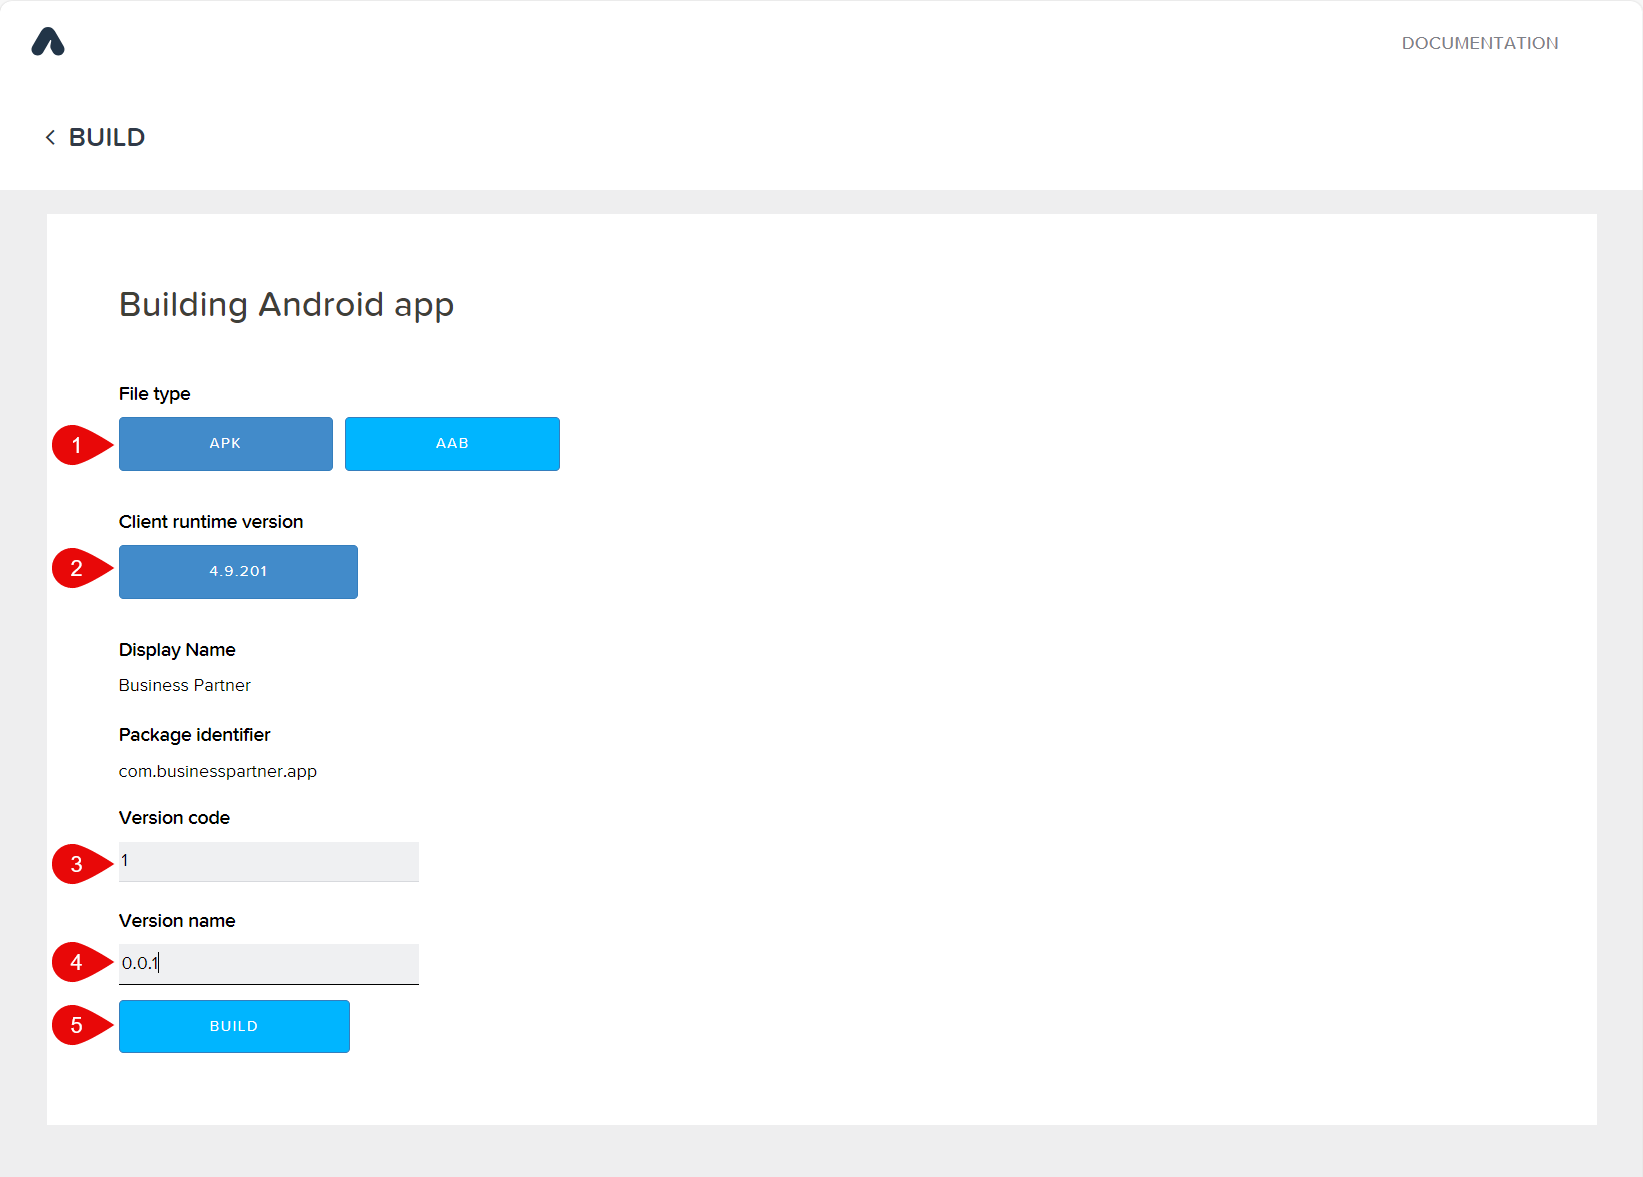 DOCUMENTATION
< BUILD
Building Android app
File type
1 APK AAB
Client runtime version
2 4.9.201
Display Name
Business Partner
Package identifier
com.businesspartner.app
Version code
3 1
Version name
4 0.0.1
5 BUILD